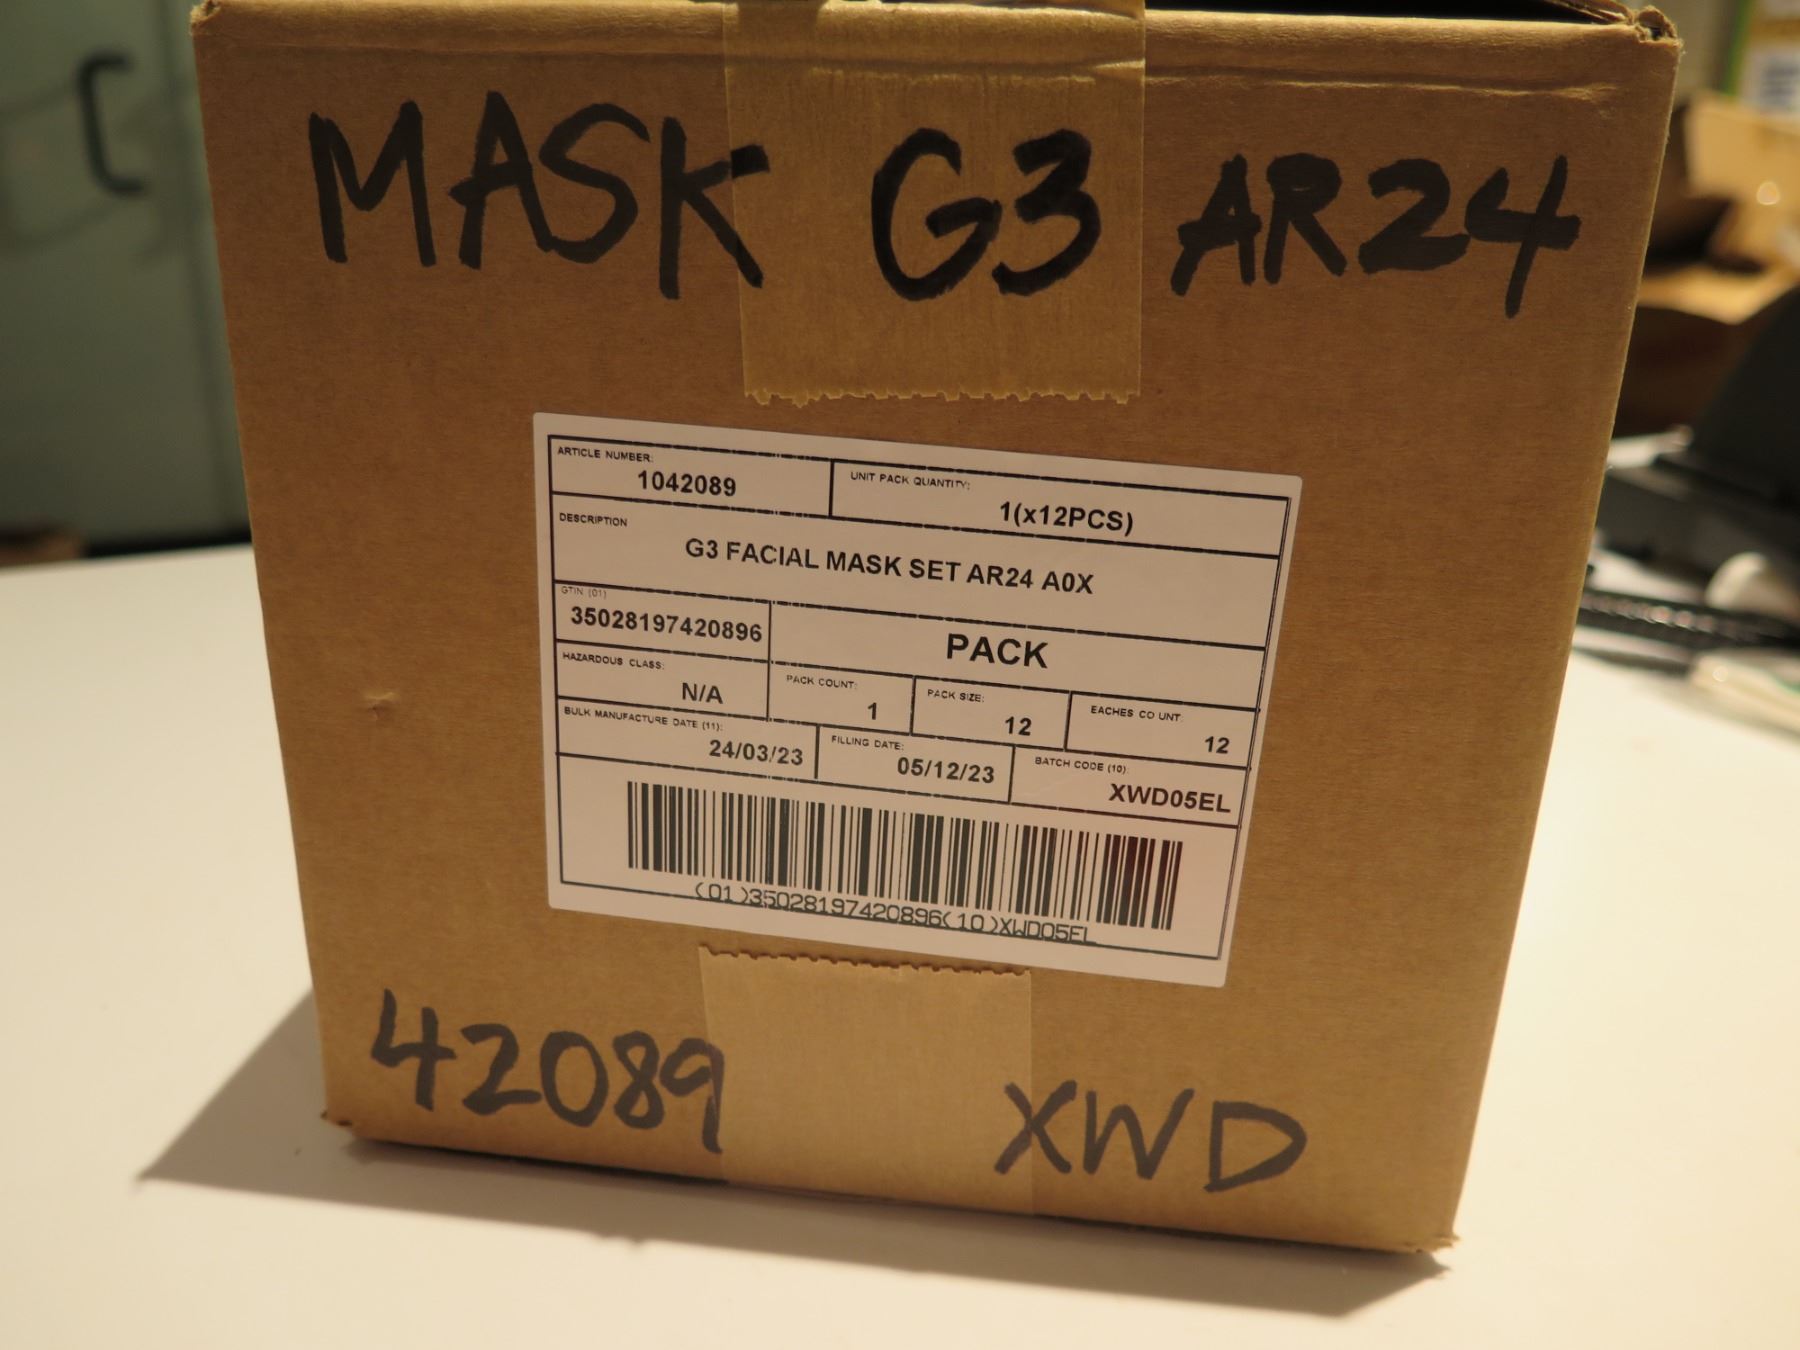 MASK G3 AR24
ARTICLE NUMBER:
1042089
UNIT PACK QUANTITY:
1(x12PCS)
DESCRIPTION
G3 FACIAL MASK SET AR24 A0X
GTIN (01)
35028197420896
PACK
HAZARDOUS CLASS:
N/A
PACK COUNT:
1
PACK SIZE:
12
EACHES CO UNT:
12
BULK MANUFACTURE DATE (11):
24/03/23
FILLING DATE:
05/12/23
BATCH CODE (10):
XWD05EL
(01)35028197420896(10)XWD05EL
42089 XWD